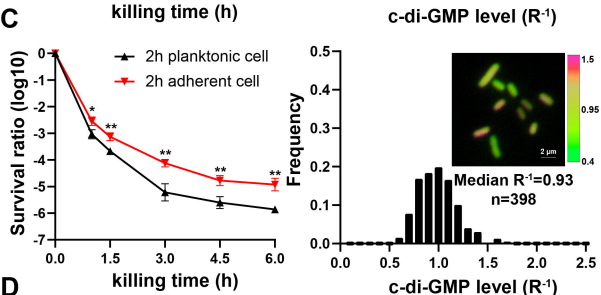 C
killing time (h)
c-di-GMP level (R⁻¹)
Survival ratio (log10)
0
-1
-2
-3
-4
-5
-6
-7
2h planktonic cell
2h adherent cell
*
**
**
**
**
0.0
1.5
3.0
4.5
6.0
killing time (h)
Frequency
0.5
0.4
0.3
0.2
0.1
0.0
1.5
0.95
0.4
2 μm
Median R⁻¹=0.93
n=398
0.0
0.5
1.0
1.5
2.0
2.5
c-di-GMP level (R⁻¹)
D